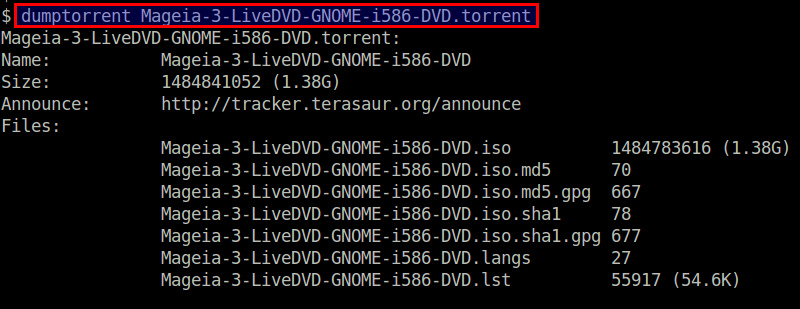 $ dumptorrent Mageia-3-LiveDVD-GNOME-i586-DVD.torrent
Mageia-3-LiveDVD-GNOME-i586-DVD.torrent:
Name:          Mageia-3-LiveDVD-GNOME-i586-DVD
Size:          1484841052 (1.38G)
Announce:      http://tracker.terasaur.org/announce
Files:
               Mageia-3-LiveDVD-GNOME-i586-DVD.iso          1484783616 (1.38G)
               Mageia-3-LiveDVD-GNOME-i586-DVD.iso.md5      70
               Mageia-3-LiveDVD-GNOME-i586-DVD.iso.md5.gpg  667
               Mageia-3-LiveDVD-GNOME-i586-DVD.iso.sha1     78
               Mageia-3-LiveDVD-GNOME-i586-DVD.iso.sha1.gpg 677
               Mageia-3-LiveDVD-GNOME-i586-DVD.langs        27
               Mageia-3-LiveDVD-GNOME-i586-DVD.lst          55917 (54.6K)